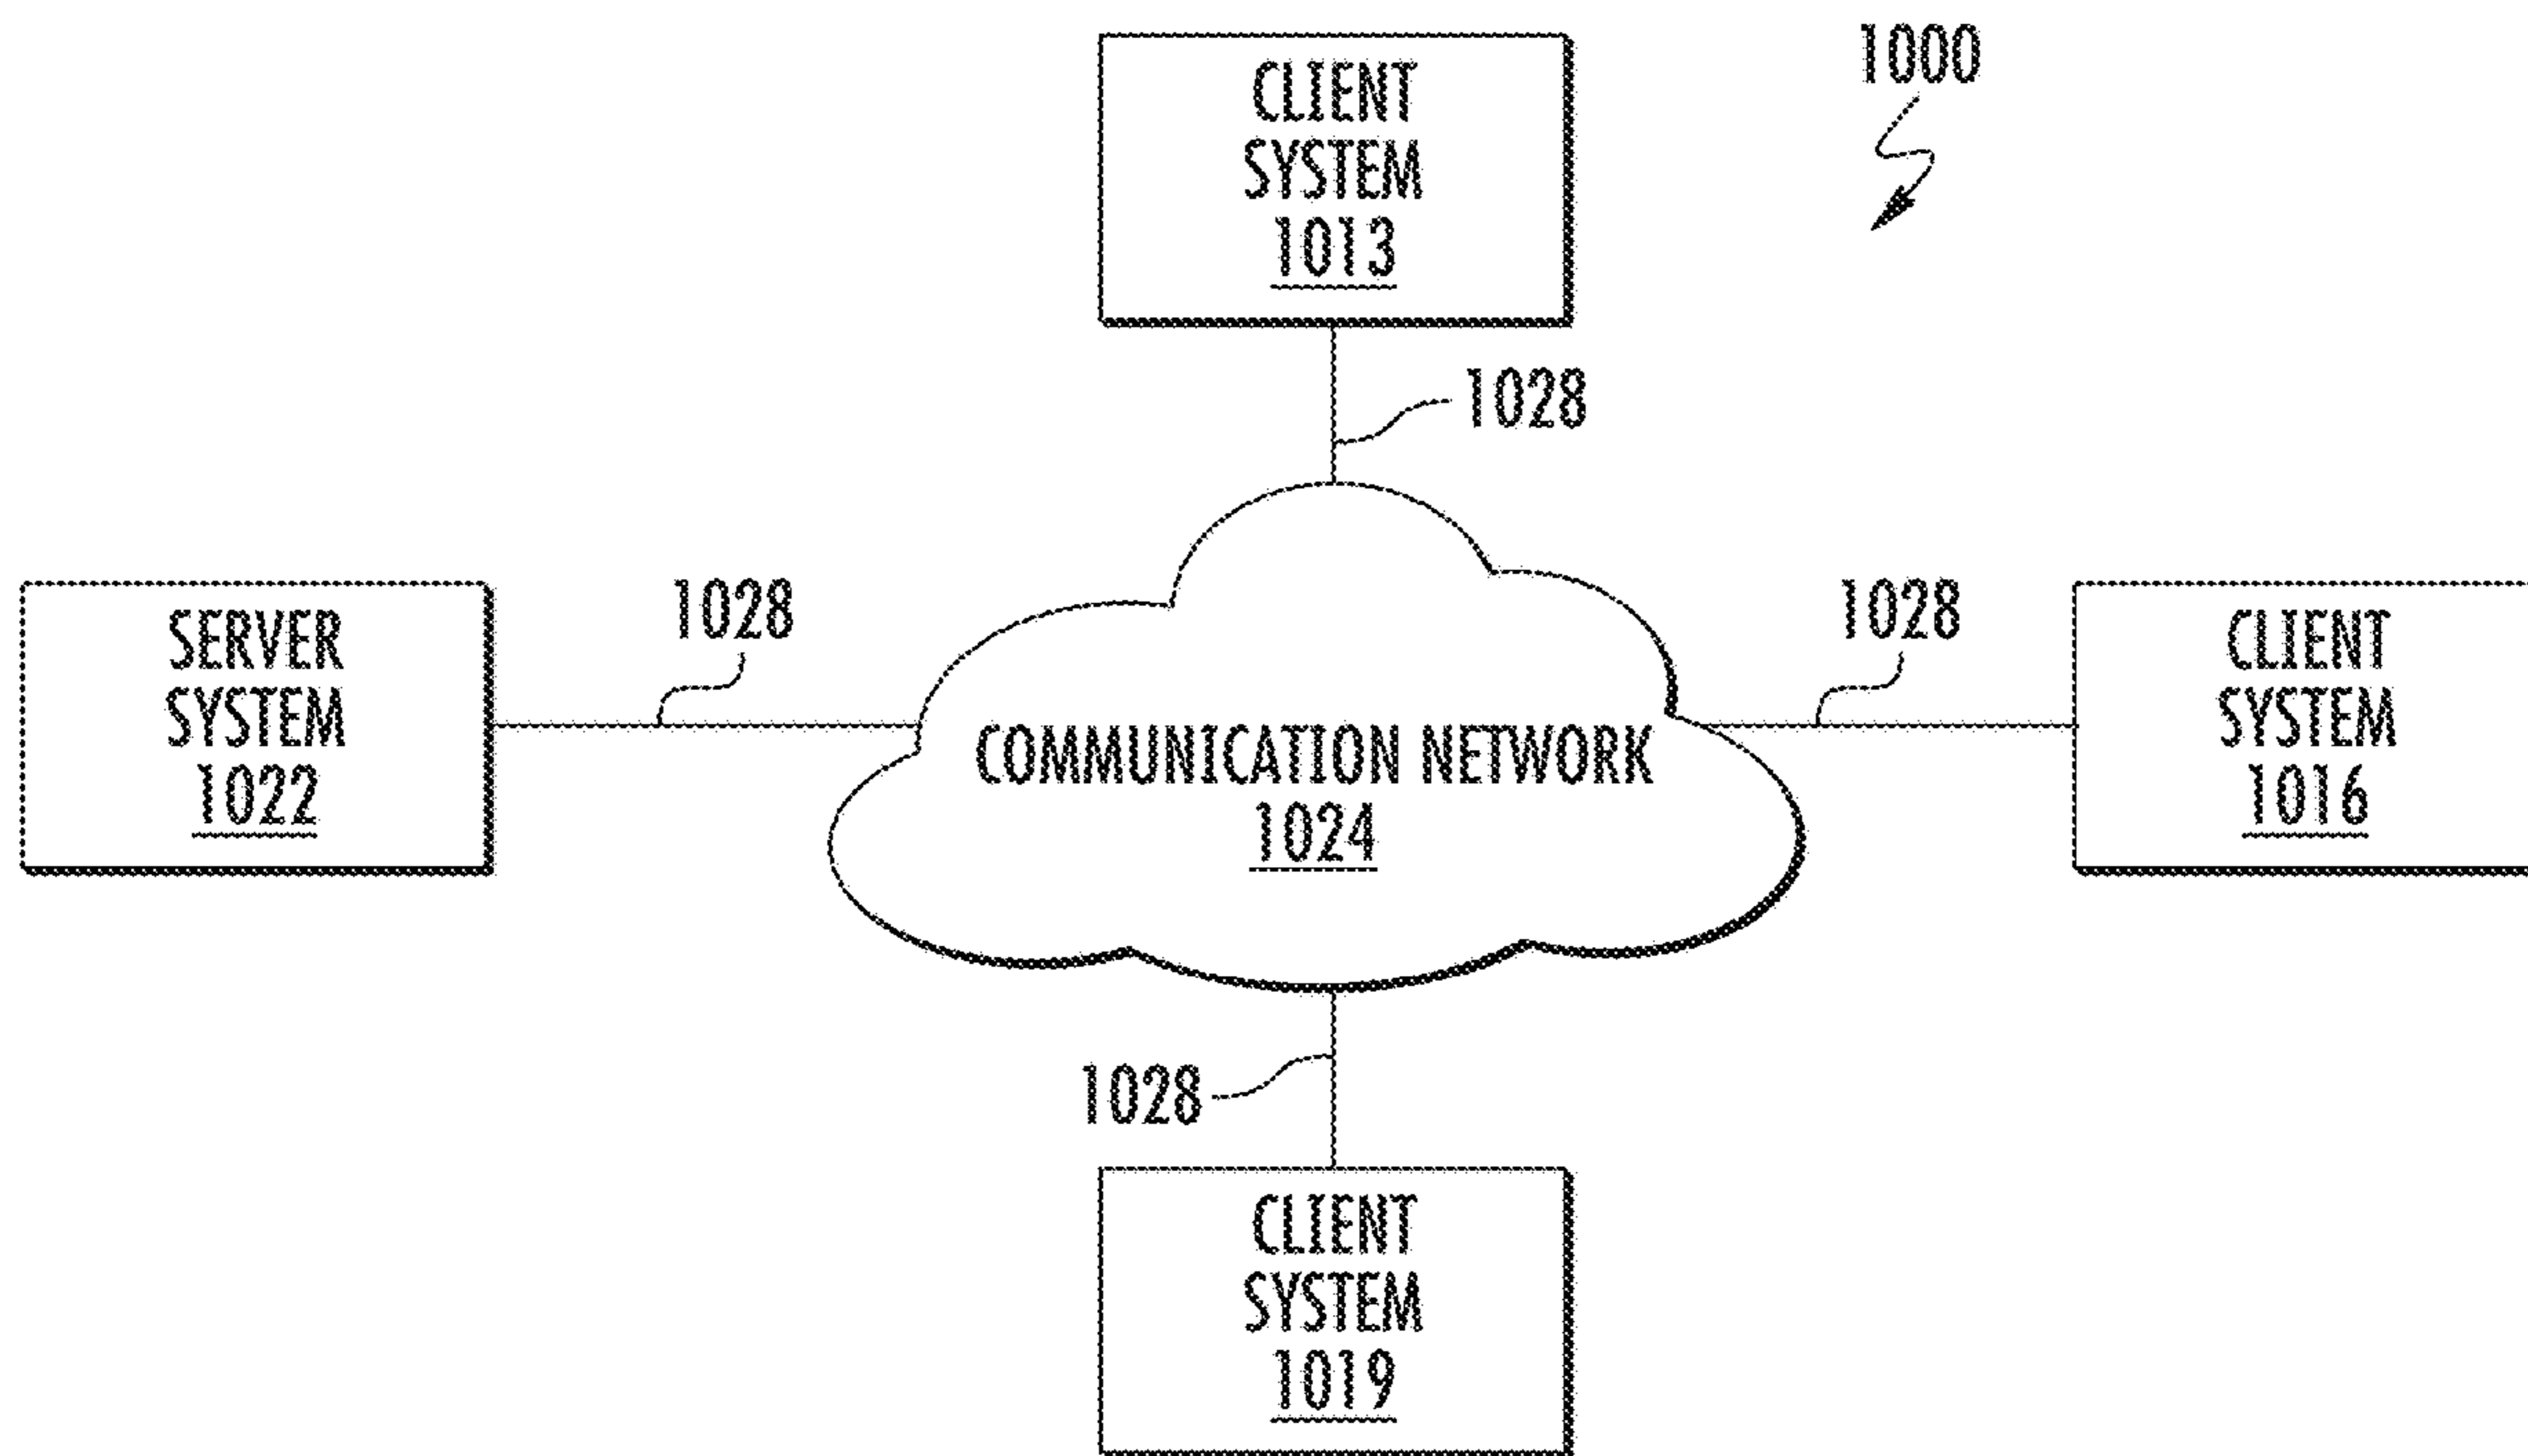 1000
CLIENT
SYSTEM
1013
1028
1028
1028
SERVER
SYSTEM
1022
COMMUNICATION NETWORK
1024
CLIENT
SYSTEM
1016
1028
CLIENT
SYSTEM
1019